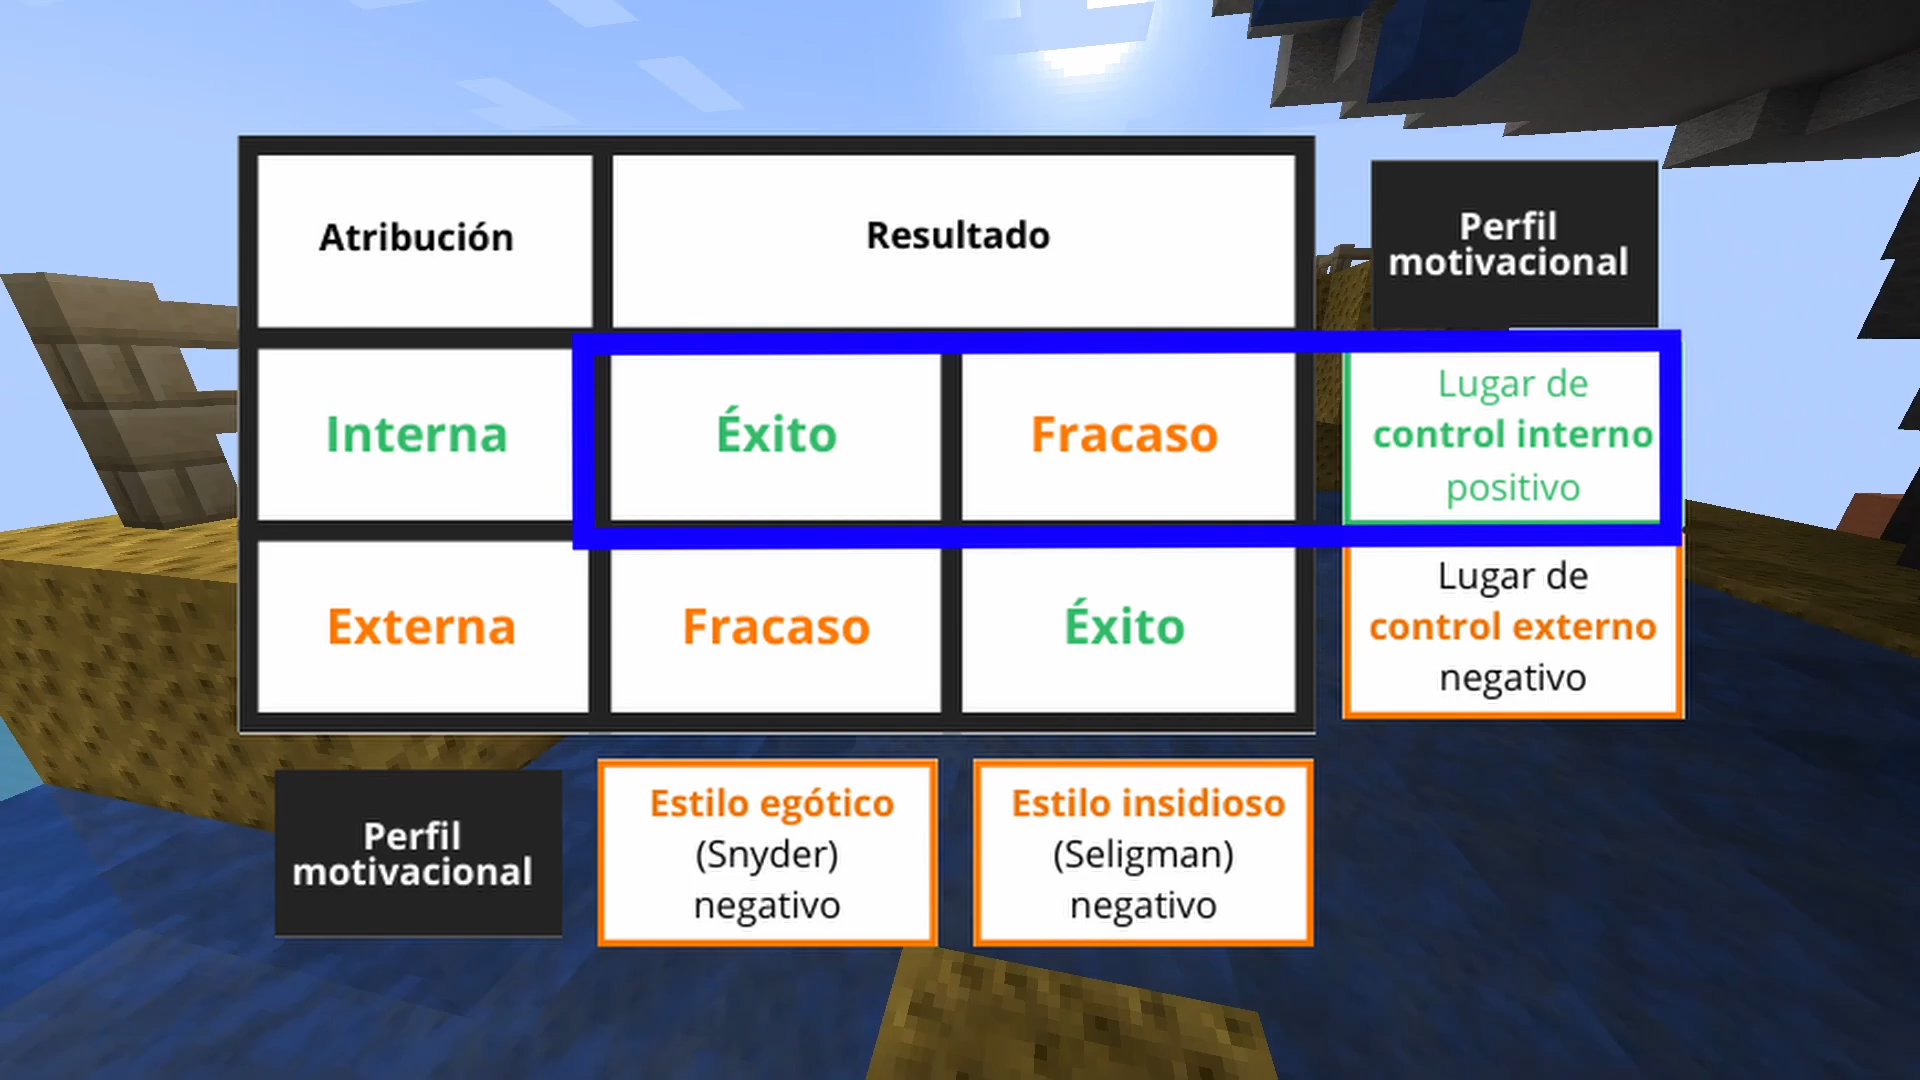 Atribución
Resultado
Perfil
motivacional
Interna
Éxito
Fracaso
Lugar de
control interno
positivo
Externa
Fracaso
Éxito
Lugar de
control externo
negativo
Perfil
motivacional
Estilo egótico
(Snyder)
negativo
Estilo insidioso
(Seligman)
negativo